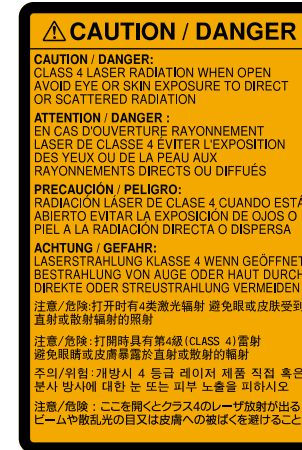 ⚠ CAUTION / DANGER
CAUTION / DANGER:
CLASS 4 LASER RADIATION WHEN OPEN
AVOID EYE OR SKIN EXPOSURE TO DIRECT
OR SCATTERED RADIATION
ATTENTION / DANGER :
EN CAS D'OUVERTURE RAYONNEMENT
LASER DE CLASSE 4 ÉVITER L'EXPOSITION
DES YEUX OU DE LA PEAU AUX
RAYONNEMENTS DIRECTS OU DIFFUÉS
PRECAUCIÓN / PELIGRO:
RADIACIÓN LÁSER DE CLASE 4 CUANDO ESTÁ
ABIERTO EVITAR LA EXPOSICIÓN DE OJOS O
PIEL A LA RADIACIÓN DIRECTA O DISPERSA
ACHTUNG / GEFAHR:
LASERSTRAHLUNG KLASSE 4 WENN GEÖFFNET
BESTRAHLUNG VON AUGE ODER HAUT DURCH
DIREKTE ODER STREUSTRAHLUNG VERMEIDEN
注意/危险:打开时有4类激光辐射 避免眼或皮肤受到
直射或散射辐射的照射
注意/危險:打開時具有第4級(CLASS 4)雷射
避免眼睛或皮膚暴露於直射或散射的輻射
주의/위험:개방시 4 등급 레이저 제품 직접 혹은
분사 방사에 대한 눈 또는 피부 노출을 피하시오
注意/危険：ここを開くとクラス4のレーザ放射が出る
ビームや散乱光の目又は皮膚への被ばくを避けること